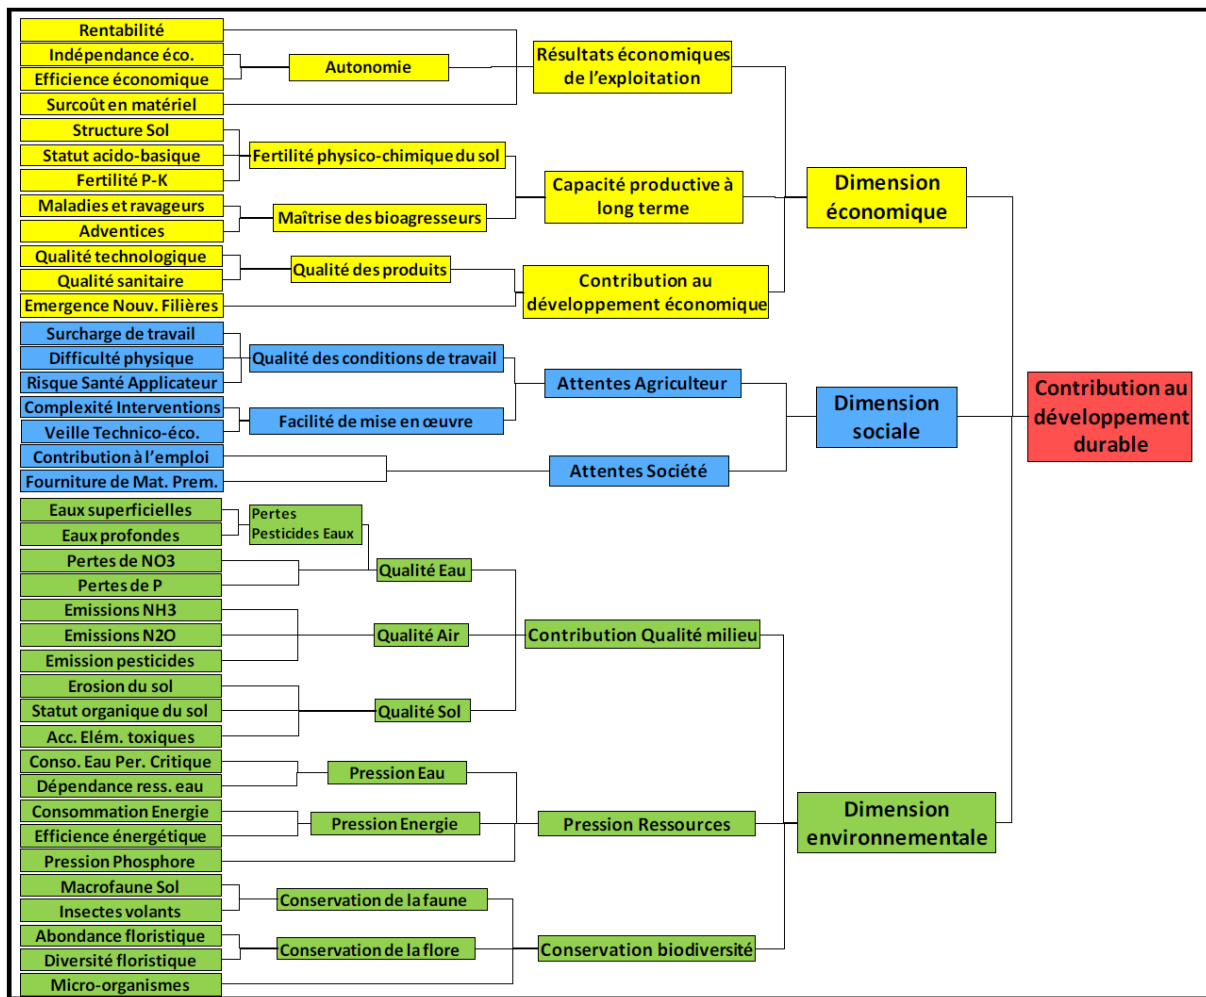 Rentabilité
Indépendance éco.
Efficience économique
Surcoût en matériel
Structure Sol
Statut acido-basique
Fertilité P-K
Maladies et ravageurs
Adventices
Qualité technologique
Qualité sanitaire
Emergence Nouv. Filières
Surcharge de travail
Difficulté physique
Risque Santé Applicateur
Complexité Interventions
Veille Technico-éco.
Contribution à l'emploi
Fourniture de Mat. Prem.
Eaux superficielles
Eaux profondes
Pertes de NO3
Pertes de P
Emissions NH3
Emissions N2O
Emission pesticides
Erosion du sol
Statut organique du sol
Acc. Elém. toxiques
Conso. Eau Per. Critique
Dépendance ress. eau
Consommation Energie
Efficience énergétique
Pression Phosphore
Macrofaune Sol
Insectes volants
Abondance floristique
Diversité floristique
Micro-organismes
Autonomie
Fertilité physico-chimique du sol
Maîtrise des bioagresseurs
Qualité des produits
Qualité des conditions de travail
Facilité de mise en œuvre
Pertes
Pesticides Eaux
Qualité Eau
Qualité Air
Qualité Sol
Pression Eau
Pression Energie
Conservation de la faune
Conservation de la flore
Résultats économiques
de l'exploitation
Capacité productive à
long terme
Contribution au
développement économique
Attentes Agriculteur
Attentes Société
Contribution Qualité milieu
Pression Ressources
Conservation biodiversité
Dimension
économique
Dimension
sociale
Dimension
environnementale
Contribution au
développement
durable